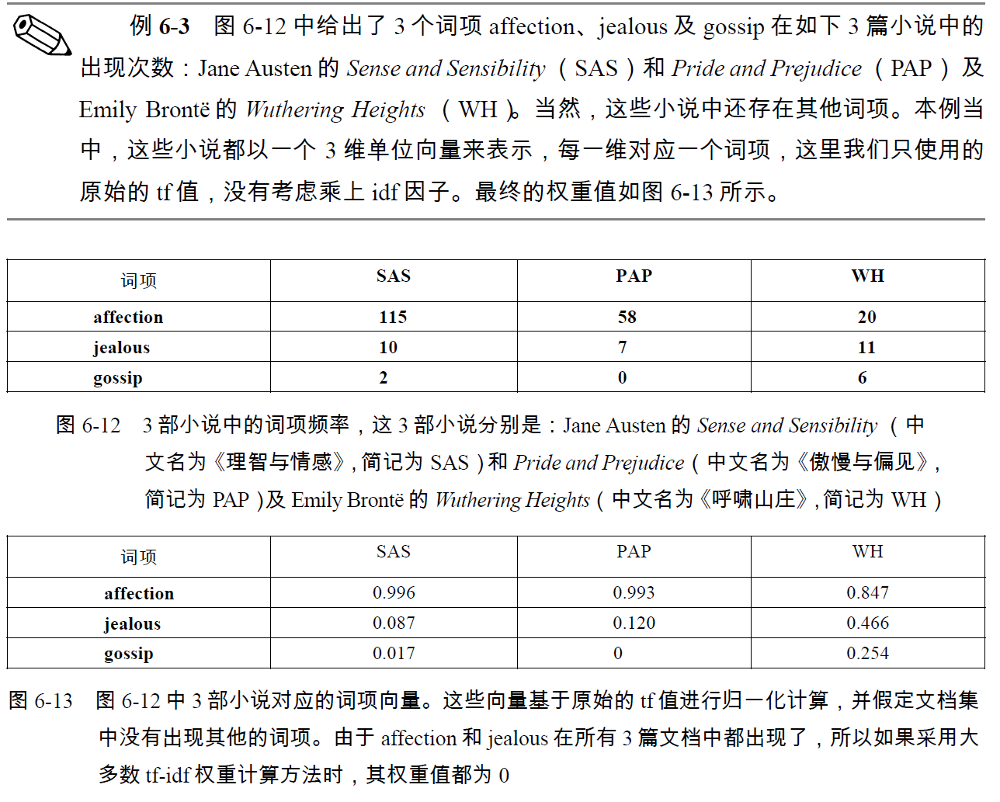 例 6-3 图 6-12 中给出了 3 个词项 affection、jealous 及 gossip 在如下 3 篇小说中的
出现次数：Jane Austen 的 Sense and Sensibility（SAS）和 Pride and Prejudice（PAP）及
Emily Brontë 的 Wuthering Heights（WH）。当然，这些小说中还存在其他词项。本例当
中，这些小说都以一个 3 维单位向量来表示，每一维对应一个词项，这里我们只使用的
原始的 tf 值，没有考虑乘上 idf 因子。最终的权重值如图 6-13 所示。
词项 SAS PAP WH
affection 115 58 20
jealous 10 7 11
gossip 2 0 6
图 6-12 3 部小说中的词项频率，这 3 部小说分别是：Jane Austen 的 Sense and Sensibility（中
文名为《理智与情感》,简记为 SAS）和 Pride and Prejudice（中文名为《傲慢与偏见》,
简记为 PAP）及 Emily Brontë 的 Wuthering Heights（中文名为《呼啸山庄》,简记为 WH）
词项 SAS PAP WH
affection 0.996 0.993 0.847
jealous 0.087 0.120 0.466
gossip 0.017 0 0.254
图 6-13 图 6-12 中 3 部小说对应的词项向量。这些向量基于原始的 tf 值进行归一化计算，并假定文档集
中没有出现其他的词项。由于 affection 和 jealous 在所有 3 篇文档中都出现了，所以如果采用大
多数 tf-idf 权重计算方法时，其权重值都为 0